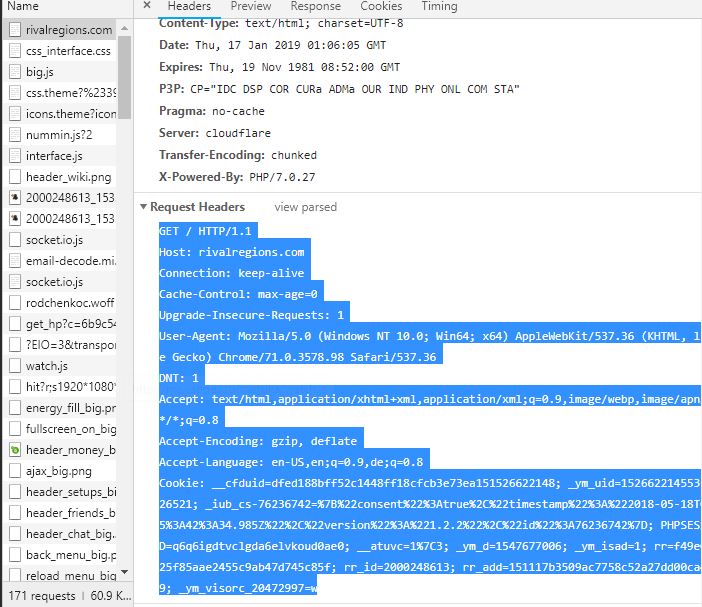 Name
rivalregions.com
css_interface.css
big.js
css.theme?%2339
icons.theme?icon
nummin.js?2
interface.js
header_wiki.png
2000248613_153
2000248613_153
socket.io.js
email-decode.mi
socket.io.js
rodchenkoc.woff
get_hp?c=6b9c54
?EIO=3&transpor
watch.js
hit?r;s1920*1080*
energy_fill_big.pn
fullscreen_on_big
header_money_b
ajax_big.png
header_setups_bi
header_friends_b
header_chat_big.
back_menu_big.p
reload_menu_big
171 requests | 60.9 K...
× Headers Preview Response Cookies Timing
Content-Type: text/html; charset=UTF-8
Date: Thu, 17 Jan 2019 01:06:05 GMT
Expires: Thu, 19 Nov 1981 08:52:00 GMT
P3P: CP="IDC DSP COR CURa ADMa OUR IND PHY ONL COM STA"
Pragma: no-cache
Server: cloudflare
Transfer-Encoding: chunked
X-Powered-By: PHP/7.0.27
Request Headers view parsed
GET / HTTP/1.1
Host: rivalregions.com
Connection: keep-alive
Cache-Control: max-age=0
Upgrade-Insecure-Requests: 1
User-Agent: Mozilla/5.0 (Windows NT 10.0; Win64; x64) AppleWebKit/537.36 (KHTML, l
e Gecko) Chrome/71.0.3578.98 Safari/537.36
DNT: 1
Accept: text/html,application/xhtml+xml,application/xml;q=0.9,image/webp,image/apn
*/*;q=0.8
Accept-Encoding: gzip, deflate
Accept-Language: en-US,en;q=0.9,de;q=0.8
Cookie: __cfduid=dfed188bff52c1448ff18cfcb3e73ea151526622148; _ym_uid=152662214553
26521; _iub_cs-76236742=%7B%22consent%22%3Atrue%2C%22timestamp%22%3A%222018-05-18T0
5%3A42%3A34.985Z%22%2C%22version%22%3A%221.2.2%22%2C%22id%22%3A76236742%7D; PHPSES
D=q6q6igdtvclgda6elvkoud0ae0; __atuvc=1%7C3; _ym_d=1547677006; _ym_isad=1; rr=f49e
25f85aae2455c9ab47d745c85f; rr_id=2000248613; rr_add=151117b3509ac7758c52a27dd00ca4
9; _ym_visorc_20472997=w